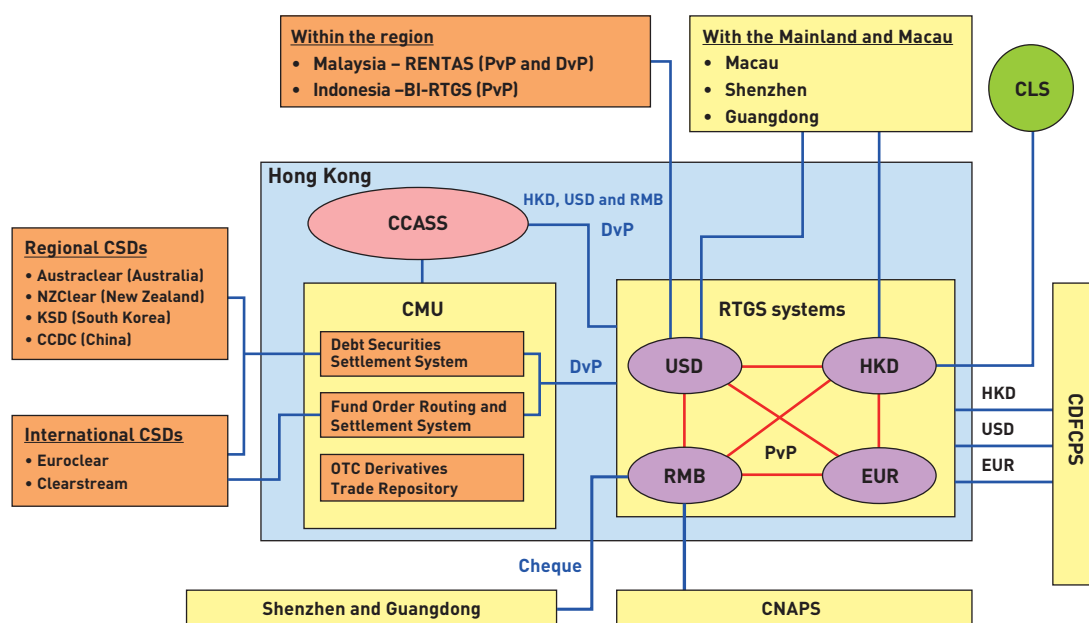 Within the region
• Malaysia – RENTAS (PvP and DvP)
• Indonesia –BI-RTGS (PvP)
With the Mainland and Macau
• Macau
• Shenzhen
• Guangdong
CLS
Hong Kong
HKD, USD and RMB
DvP
CCASS
Regional CSDs
• Austraclear (Australia)
• NZClear (New Zealand)
• KSD (South Korea)
• CCDC (China)
International CSDs
• Euroclear
• Clearstream
CMU
Debt Securities
Settlement System
Fund Order Routing and
Settlement System
OTC Derivatives
Trade Repository
DvP
RTGS systems
USD
HKD
PvP
RMB
EUR
HKD
USD
EUR
CDFCPS
Cheque
Shenzhen and Guangdong
CNAPS